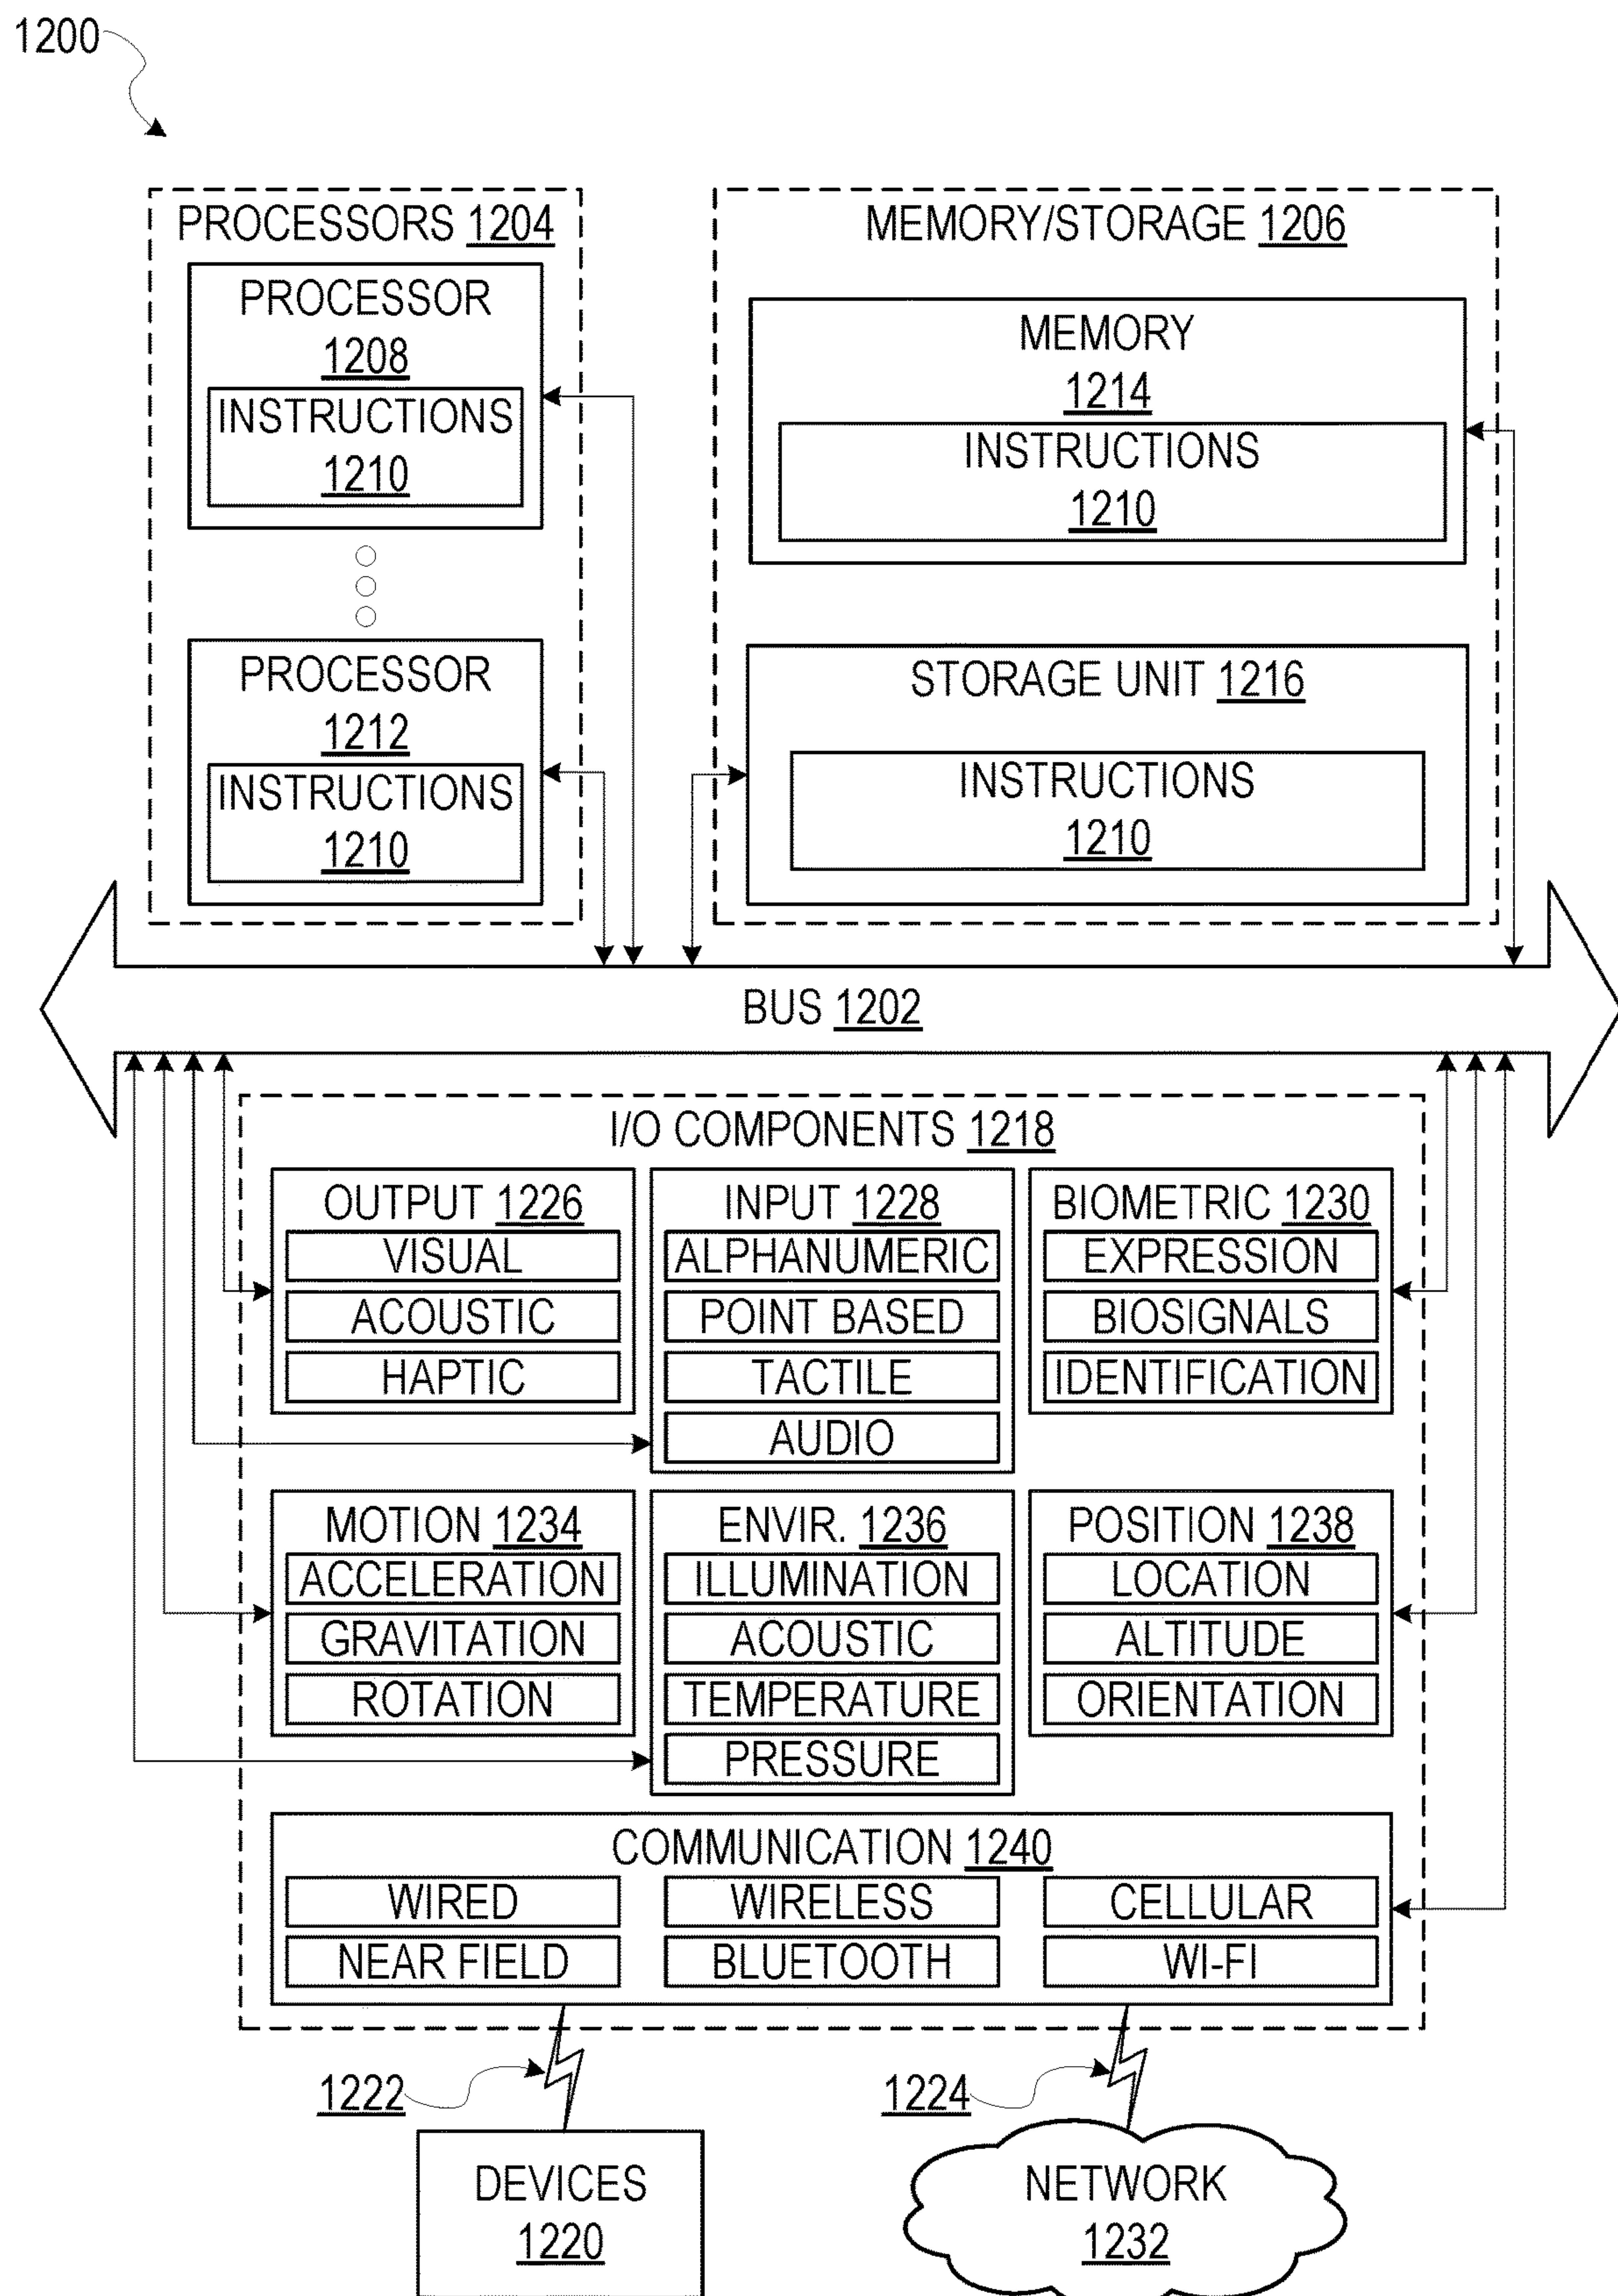 1200
PROCESSORS 1204
PROCESSOR
1208
INSTRUCTIONS
1210
PROCESSOR
1212
INSTRUCTIONS
1210
MEMORY/STORAGE 1206
MEMORY
1214
INSTRUCTIONS
1210
STORAGE UNIT 1216
INSTRUCTIONS
1210
BUS 1202
I/O COMPONENTS 1218
OUTPUT 1226
VISUAL
ACOUSTIC
HAPTIC
INPUT 1228
ALPHANUMERIC
POINT BASED
TACTILE
AUDIO
BIOMETRIC 1230
EXPRESSION
BIOSIGNALS
IDENTIFICATION
MOTION 1234
ACCELERATION
GRAVITATION
ROTATION
ENVIR. 1236
ILLUMINATION
ACOUSTIC
TEMPERATURE
PRESSURE
POSITION 1238
LOCATION
ALTITUDE
ORIENTATION
COMMUNICATION 1240
WIRED
WIRELESS
CELLULAR
NEAR FIELD
BLUETOOTH
WI-FI
1222
1224
DEVICES
1220
NETWORK
1232